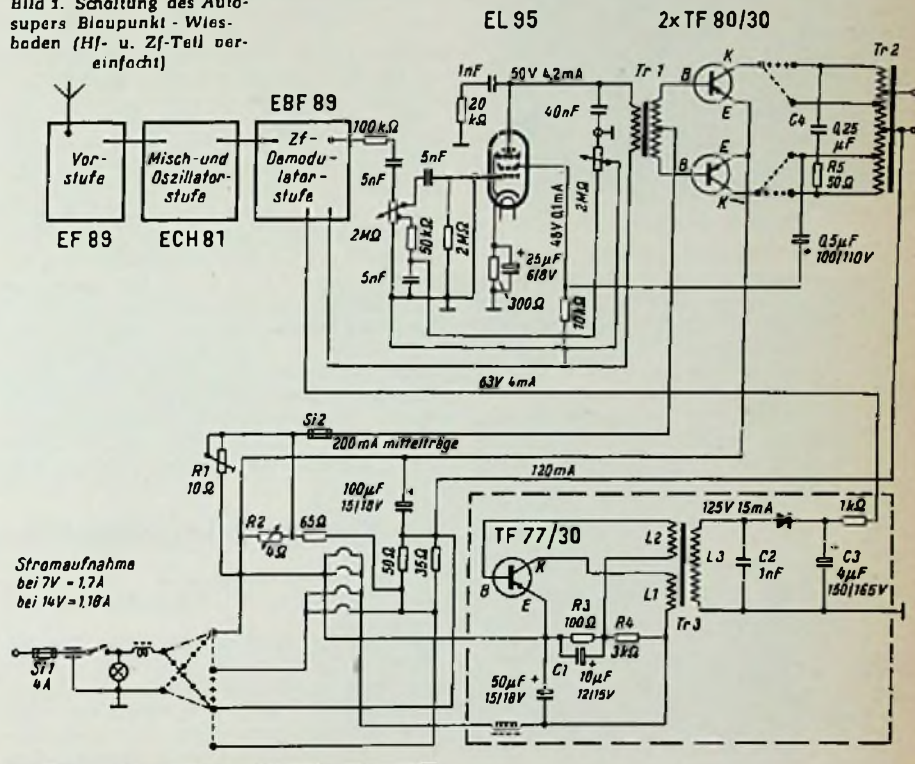 Bild 1. Schaltung des Auto-
supers Blaupunkt - Wies-
baden (Hf- u. Zf-Teil ver-
einfacht)
EL 95
2x TF 80/30
1nF
50V 4,2mA
Tr 1
B
K
Tr 2
20
kΩ
40nF
E
C4
0,25
μF
EBF 89
100kΩ
Vor-
stufe
Misch- und
Oszillator-
stufe
Zf-
Damodu-
lator-
stufe
5nF
5nF
E
B
K
R5
50Ω
EF 89
ECH 81
2MΩ
50kΩ
2MΩ
48V 0,1mA
2MΩ
5nF
25μF
6/8V
300Ω
10kΩ
0,5μF
100/110V
63V 4mA
Si2
200mA mittelträge
R1
10Ω
120mA
100μF
15/18V
R2
4Ω
65Ω
50Ω
35Ω
TF 77/30
125V 15mA
1kΩ
L2
L3
C2
1nF
C3
4μF
150/165V
B
K
E
L1
Tr3
Stromaufnahme
bei 7V = 1,7A
bei 14V = 1,18A
R3
100Ω
R4
3kΩ
C1
10μF
12/15V
50μF
15/18V
Si1
4A